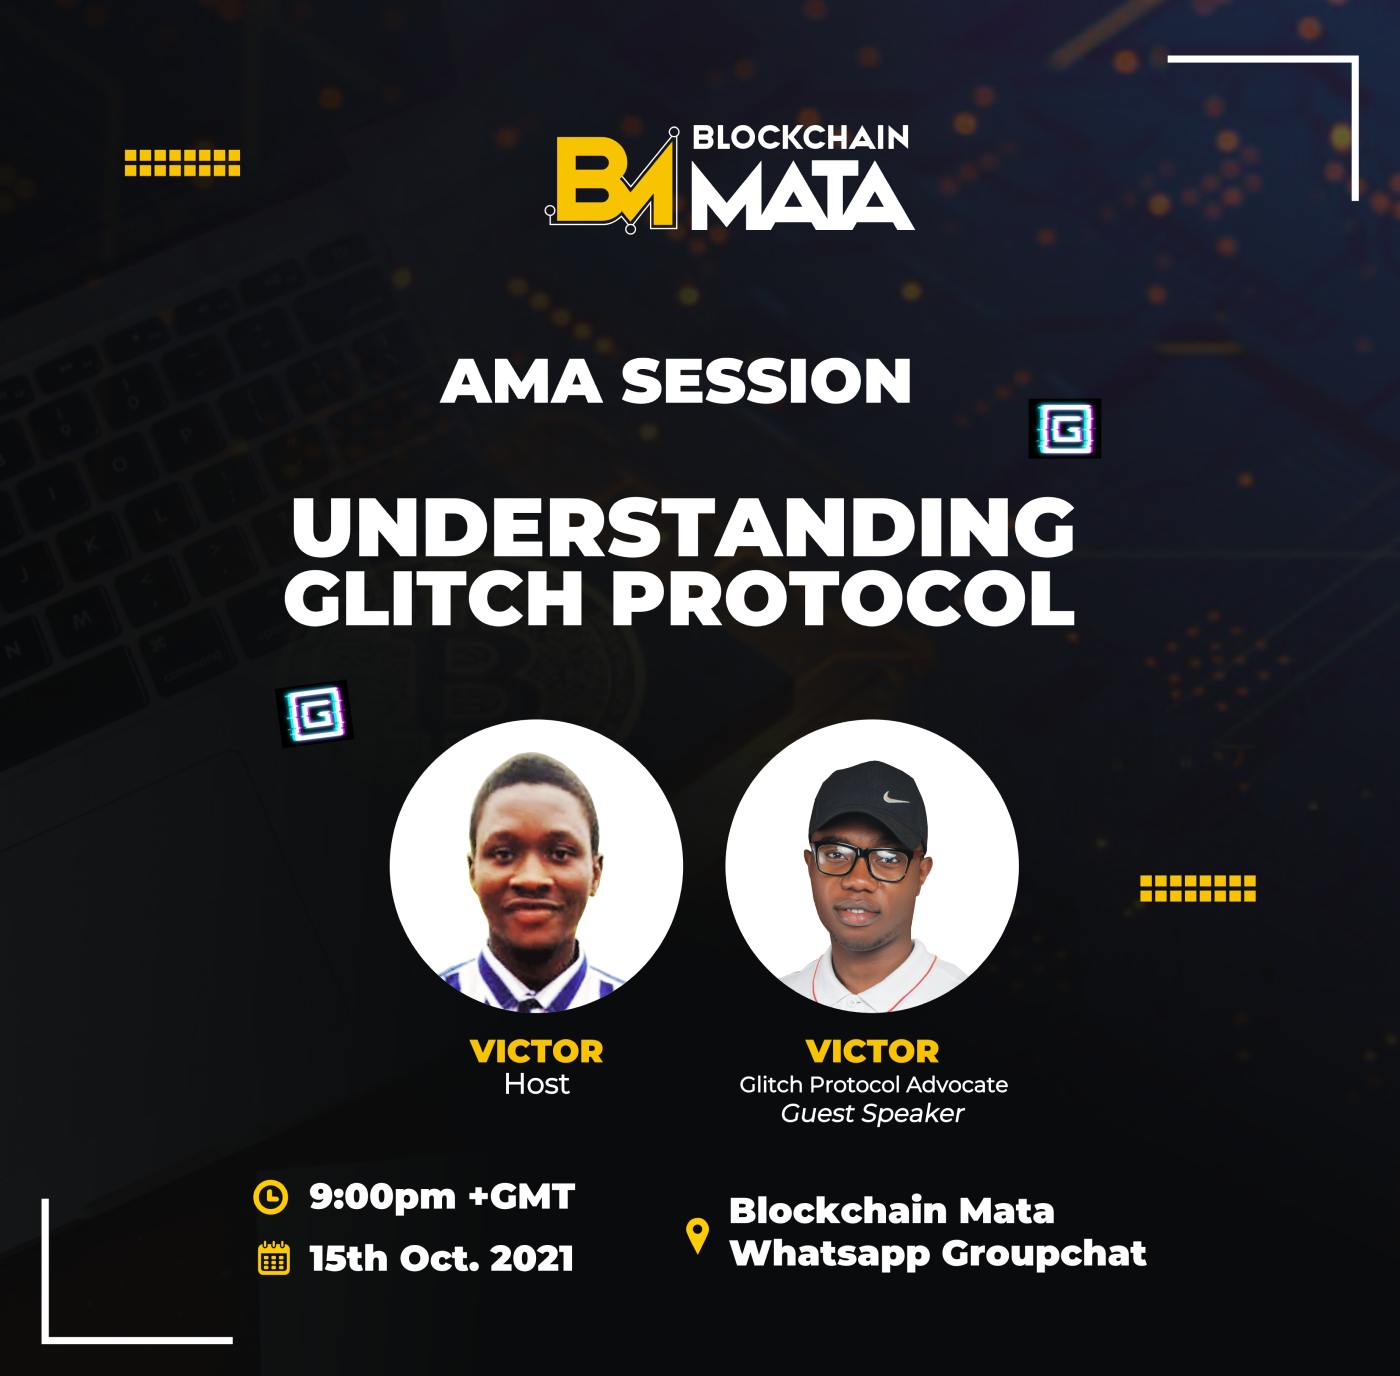 BM BLOCKCHAIN
MATA
AMA SESSION
G
UNDERSTANDING
GLITCH PROTOCOL
G
VICTOR
Host
VICTOR
Glitch Protocol Advocate
Guest Speaker
9:00pm +GMT
15th Oct. 2021
Blockchain Mata
Whatsapp Groupchat